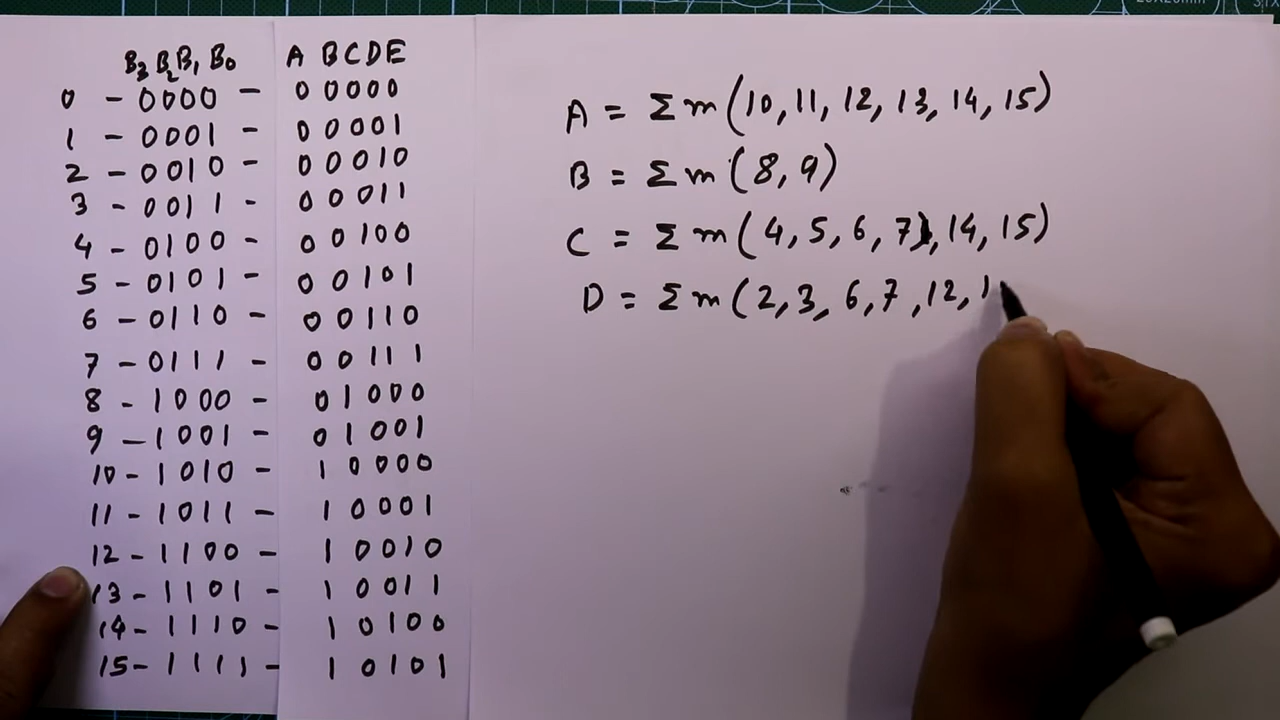 B3 B2 B1 B0 A B C D E
0 - 0000 - 00000
1 - 0001 - 00001
2 - 0010 - 00010
3 - 0011 - 00011
4 - 0100 - 00100
5 - 0101 - 00101
6 - 0110 - 00110
7 - 0111 - 00111
8 - 1000 - 01000
9 - 1001 - 01001
10 - 1010 - 10000
11 - 1011 - 10001
12 - 1100 - 10010
13 - 1101 - 10011
14 - 1110 - 10100
15 - 1111 - 10101
A = Σm(10, 11, 12, 13, 14, 15)
B = Σm(8, 9)
C = Σm(4, 5, 6, 7, 14, 15)
D = Σm(2, 3, 6, 7, 12, 1